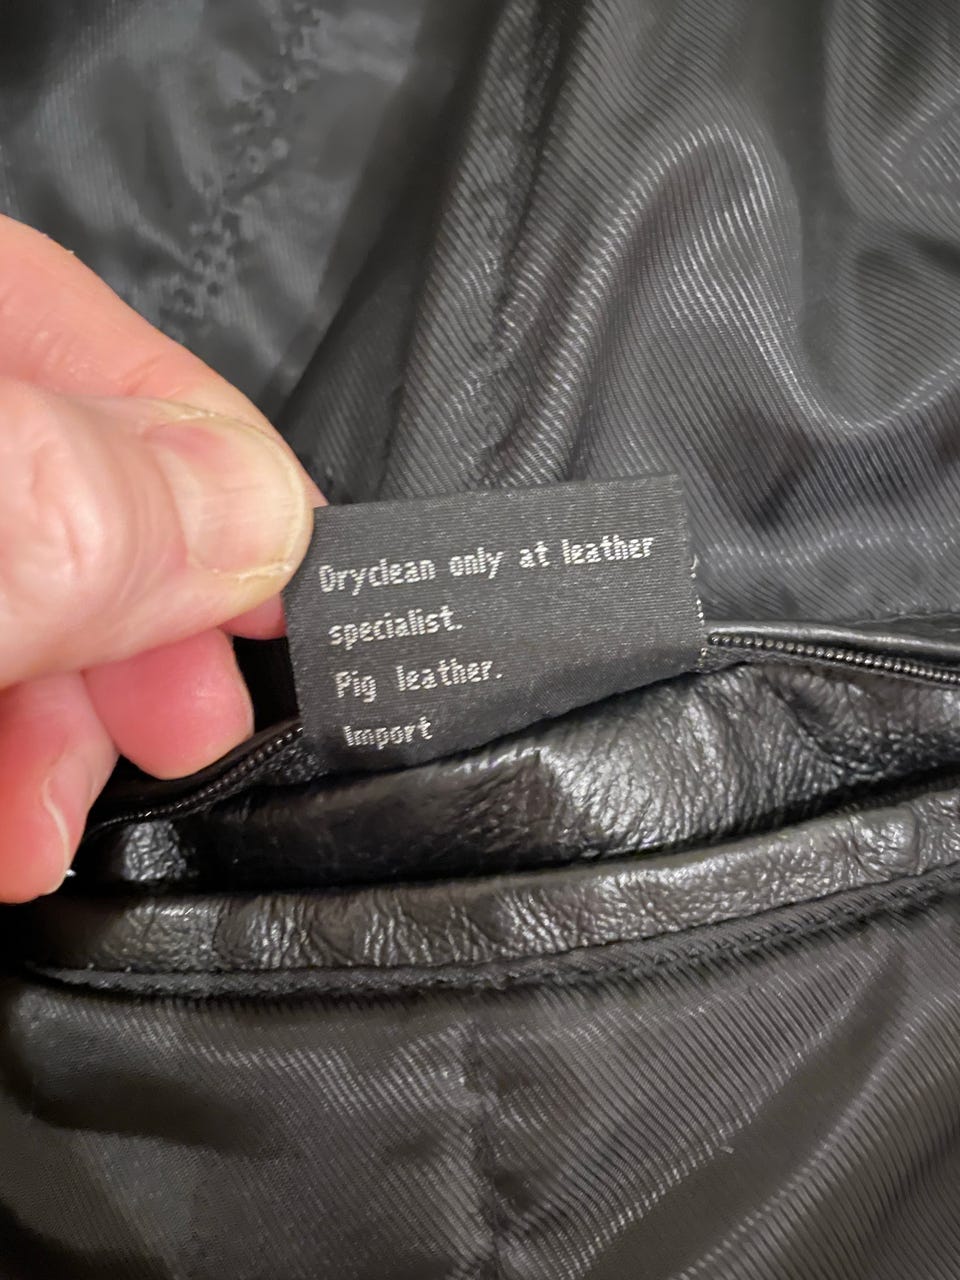 Dryclean only at leather
specialist.
Pig leather.
Import